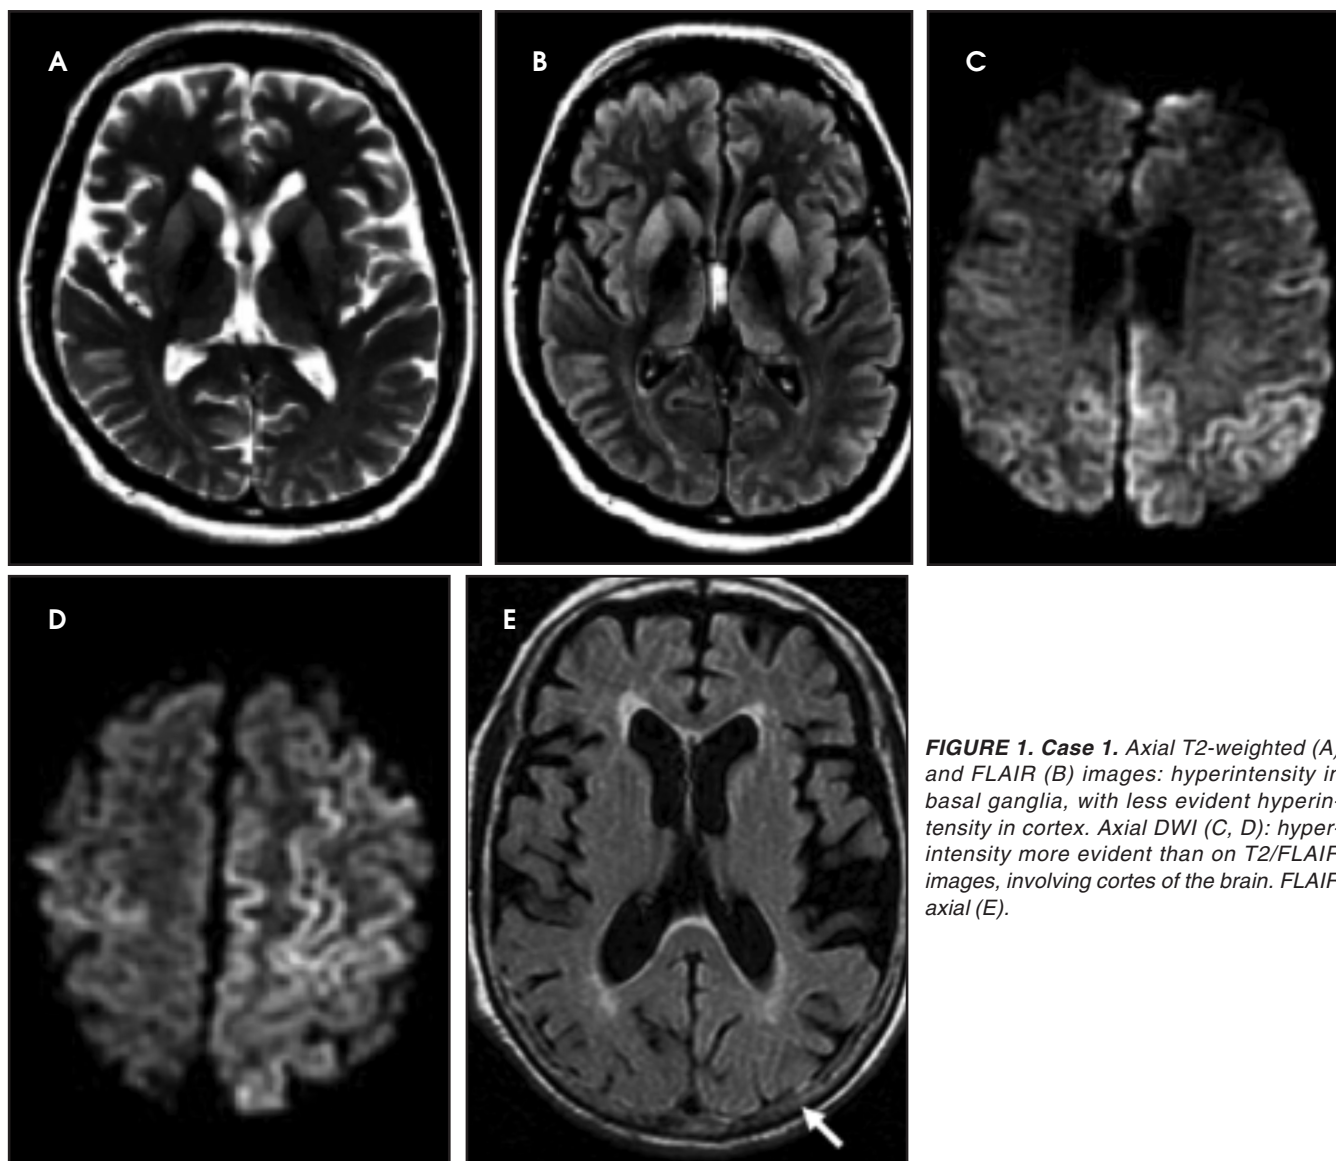 A
B
C
D
E
FIGURE 1. Case 1. Axial T2-weighted (A)
and FLAIR (B) images: hyperintensity in
basal ganglia, with less evident hyperin-
tensity in cortex. Axial DWI (C, D): hyper-
intensity more evident than on T2/FLAIR
images, involving cortes of the brain. FLAIR
axial (E).